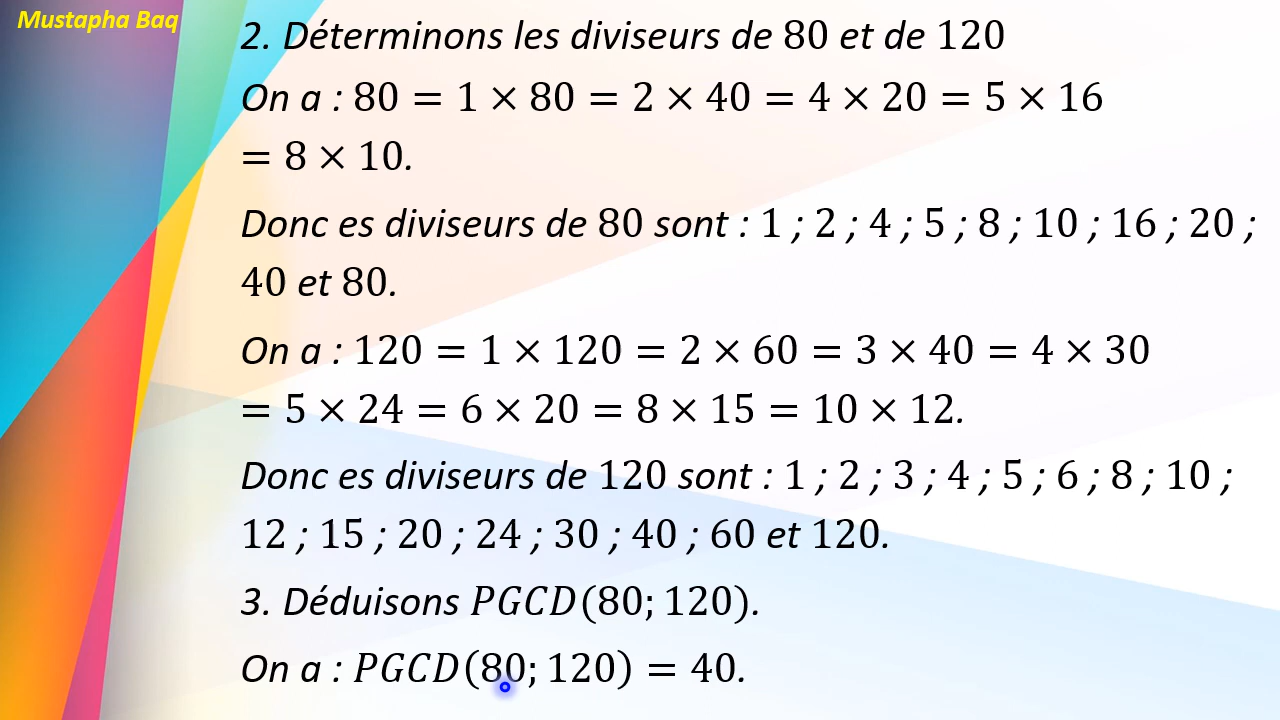 Mustapha Baq
2. Déterminons les diviseurs de 80 et de 120
On a : 80 = 1 × 80 = 2 × 40 = 4 × 20 = 5 × 16
= 8 × 10.
Donc es diviseurs de 80 sont : 1 ; 2 ; 4 ; 5 ; 8 ; 10 ; 16 ; 20 ;
40 et 80.
On a : 120 = 1 × 120 = 2 × 60 = 3 × 40 = 4 × 30
= 5 × 24 = 6 × 20 = 8 × 15 = 10 × 12.
Donc es diviseurs de 120 sont : 1 ; 2 ; 3 ; 4 ; 5 ; 6 ; 8 ; 10 ;
12 ; 15 ; 20 ; 24 ; 30 ; 40 ; 60 et 120.
3. Déduisons PGCD(80; 120).
On a : PGCD(80; 120) = 40.